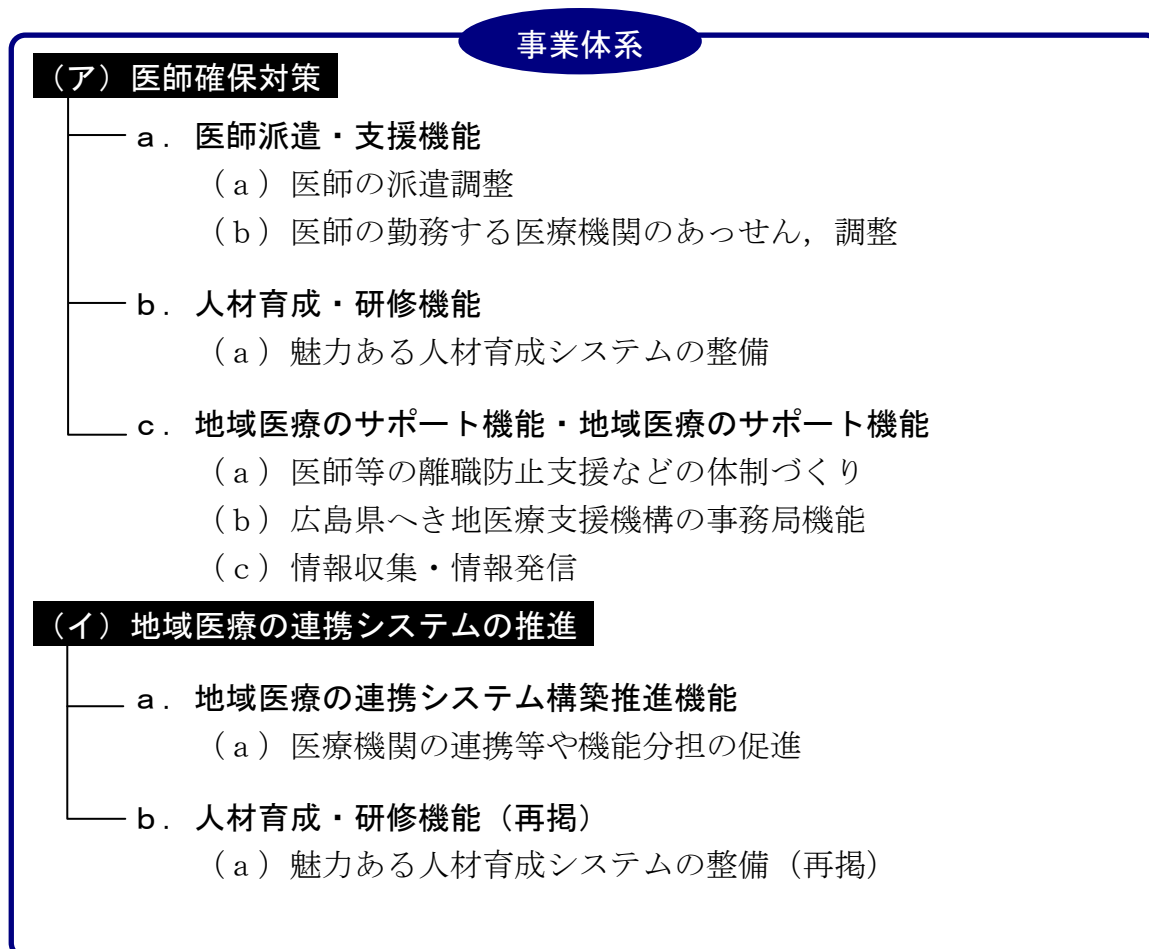 事業体系
（ア）医師確保対策
ａ．医師派遣・支援機能
（ａ）医師の派遣調整
（ｂ）医師の勤務する医療機関のあっせん，調整
ｂ．人材育成・研修機能
（ａ）魅力ある人材育成システムの整備
ｃ．地域医療のサポート機能・地域医療のサポート機能
（ａ）医師等の離職防止支援などの体制づくり
（ｂ）広島県へき地医療支援機構の事務局機能
（ｃ）情報収集・情報発信
（イ）地域医療の連携システムの推進
ａ．地域医療の連携システム構築推進機能
（ａ）医療機関の連携等や機能分担の促進
ｂ．人材育成・研修機能（再掲）
（ａ）魅力ある人材育成システムの整備（再掲）